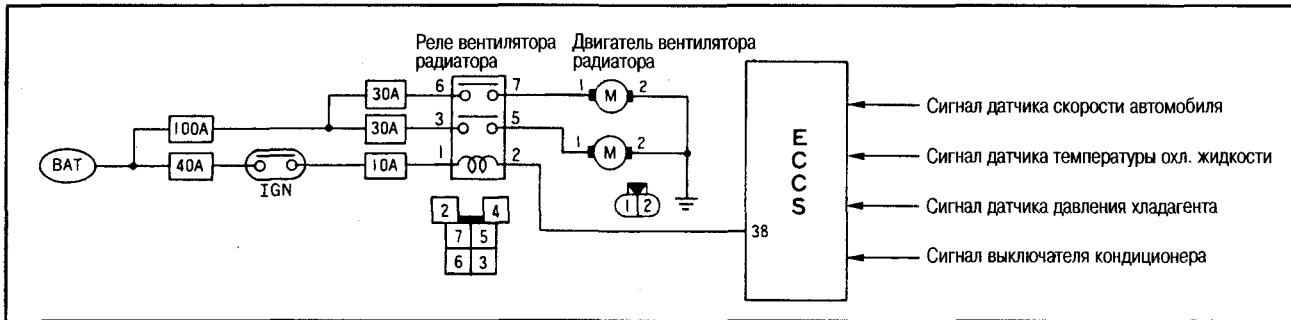 Реле вентилятора
радиатора
Двигатель вентилятора
радиатора
6 7 1 M 2
30A
100A
30A
3 5
1 M 2
BAT
40A
IGN
10A
1 2
2 4
7 5
6 3
1 2
38
E
C
C
S
Сигнал датчика скорости автомобиля
Сигнал датчика температуры охл. жидкости
Сигнал датчика давления хладагента
Сигнал выключателя кондиционера